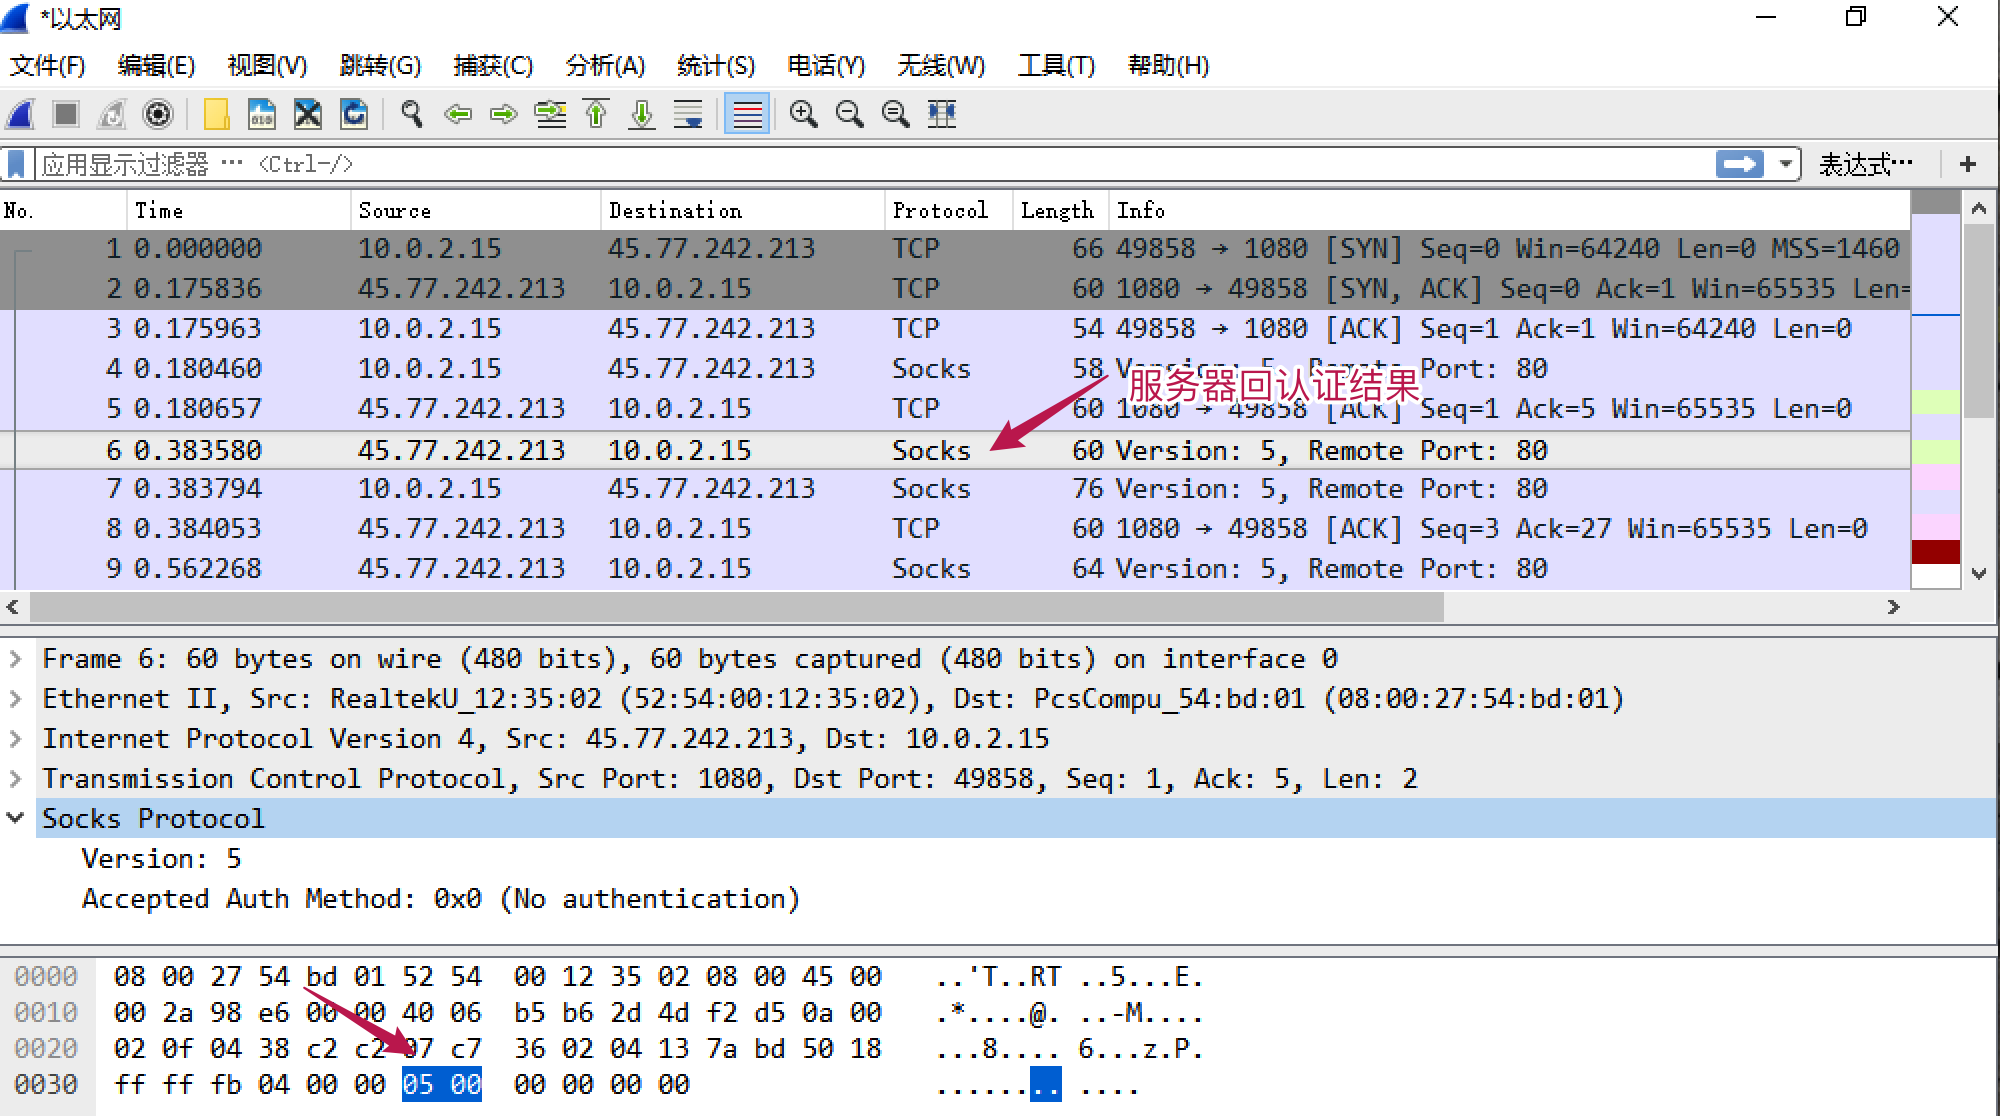 *以太网
文件(F) 编辑(E) 视图(V) 跳转(G) 捕获(C) 分析(A) 统计(S) 电话(Y) 无线(W) 工具(T) 帮助(H)
应用显示过滤器 … <Ctrl-/> 表达式… +
No. Time Source Destination Protocol Length Info
1 0.000000 10.0.2.15 45.77.242.213 TCP 66 49858 → 1080 [SYN] Seq=0 Win=64240 Len=0 MSS=1460
2 0.175836 45.77.242.213 10.0.2.15 TCP 60 1080 → 49858 [SYN, ACK] Seq=0 Ack=1 Win=65535 Len=
3 0.175963 10.0.2.15 45.77.242.213 TCP 54 49858 → 1080 [ACK] Seq=1 Ack=1 Win=64240 Len=0
4 0.180460 10.0.2.15 45.77.242.213 Socks 58 Version: 5, Remote Port: 80
服务器回认证结果
5 0.180657 45.77.242.213 10.0.2.15 TCP 60 1080 → 49858 [ACK] Seq=1 Ack=5 Win=65535 Len=0
6 0.383580 45.77.242.213 10.0.2.15 Socks 60 Version: 5, Remote Port: 80
7 0.383794 10.0.2.15 45.77.242.213 Socks 76 Version: 5, Remote Port: 80
8 0.384053 45.77.242.213 10.0.2.15 TCP 60 1080 → 49858 [ACK] Seq=3 Ack=27 Win=65535 Len=0
9 0.562268 45.77.242.213 10.0.2.15 Socks 64 Version: 5, Remote Port: 80
Frame 6: 60 bytes on wire (480 bits), 60 bytes captured (480 bits) on interface 0
Ethernet II, Src: RealtekU_12:35:02 (52:54:00:12:35:02), Dst: PcsCompu_54:bd:01 (08:00:27:54:bd:01)
Internet Protocol Version 4, Src: 45.77.242.213, Dst: 10.0.2.15
Transmission Control Protocol, Src Port: 1080, Dst Port: 49858, Seq: 1, Ack: 5, Len: 2
Socks Protocol
Version: 5
Accepted Auth Method: 0x0 (No authentication)
0000 08 00 27 54 bd 01 52 54 00 12 35 02 08 00 45 00 ..'T..RT ..5...E.
0010 00 2a 98 e6 00 00 40 06 b5 b6 2d 4d f2 d5 0a 00 .*....@. ..-M....
0020 02 0f 04 38 c2 c2 07 c7 36 02 04 13 7a bd 50 18 ...8.... 6...z.P.
0030 ff ff fb 04 00 00 05 00 00 00 00 00 ........ ....